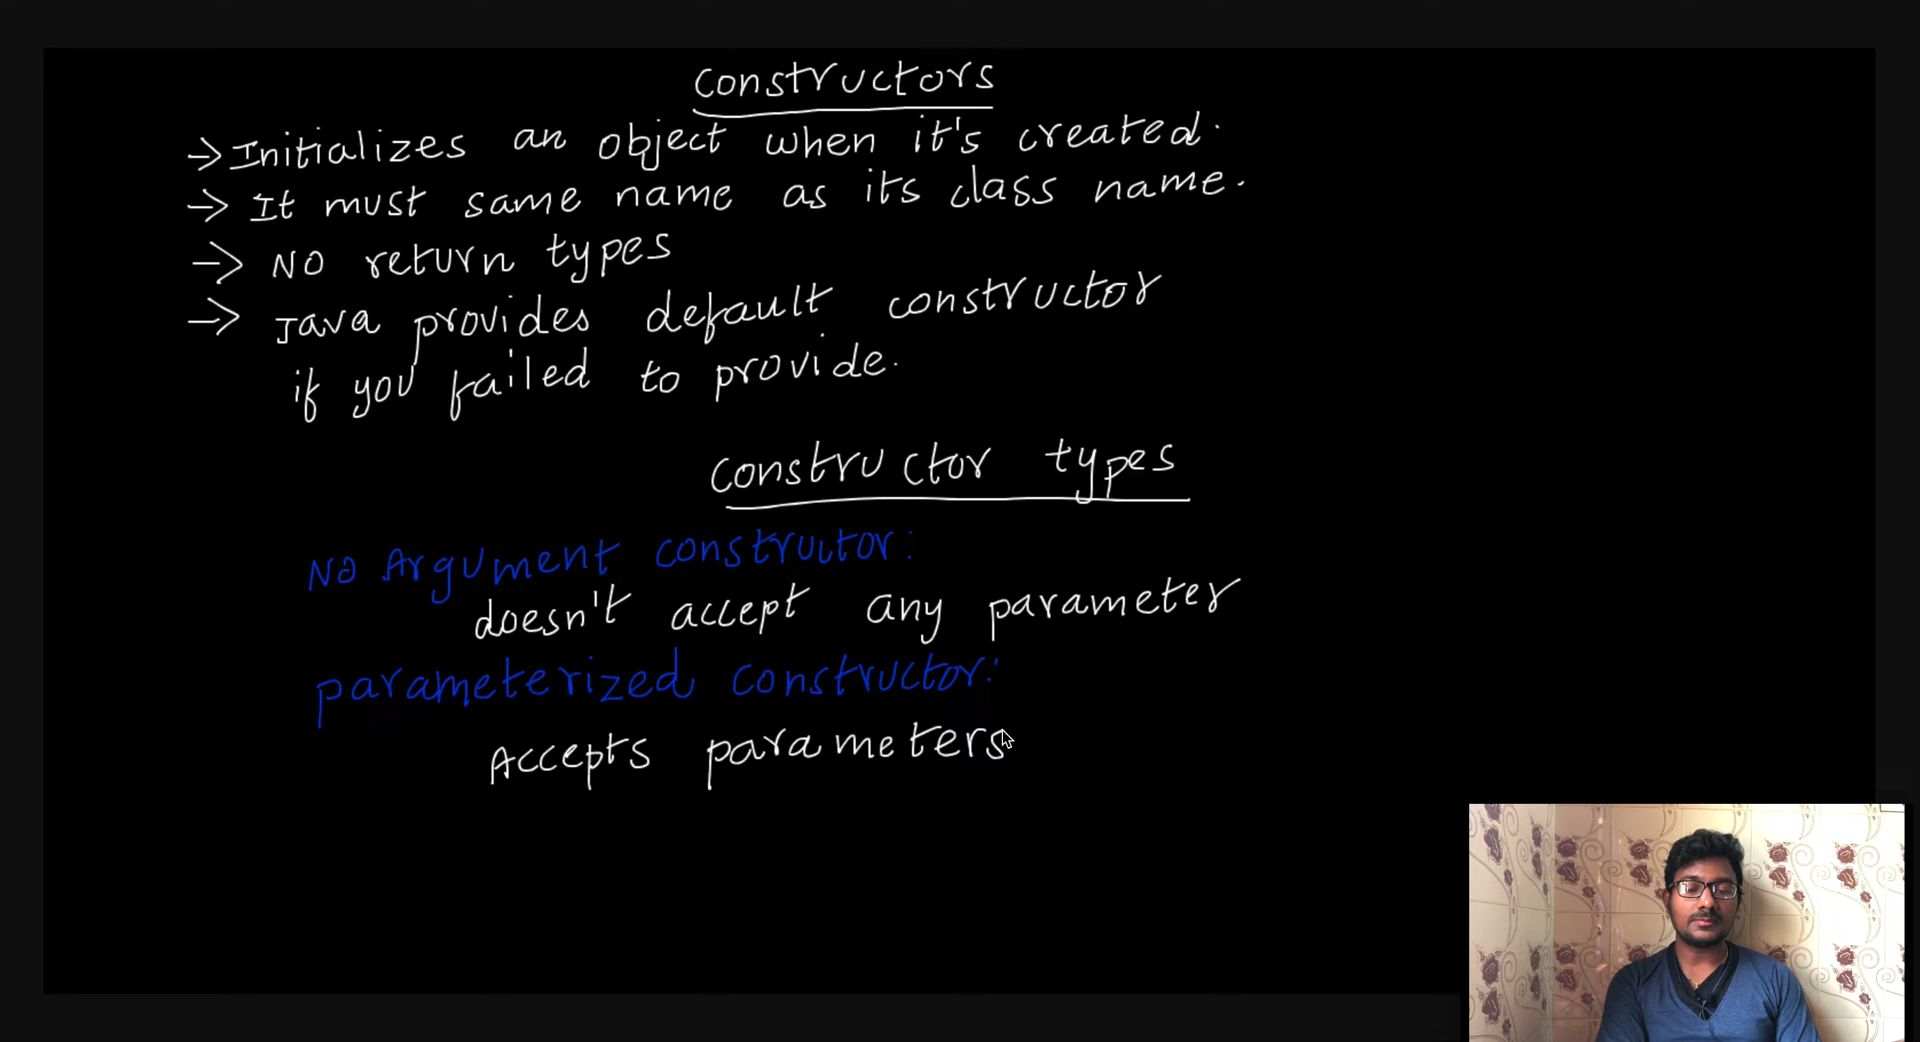 Constructors
→ Initializes an object when it's created.
→ It must same name as its class name.
→ NO return types
→ Java provides default constructor
if you failed to provide.
Constructor types
NO Argument constructor:
doesn't accept any parameter
parameterized constructor:
Accepts parameters